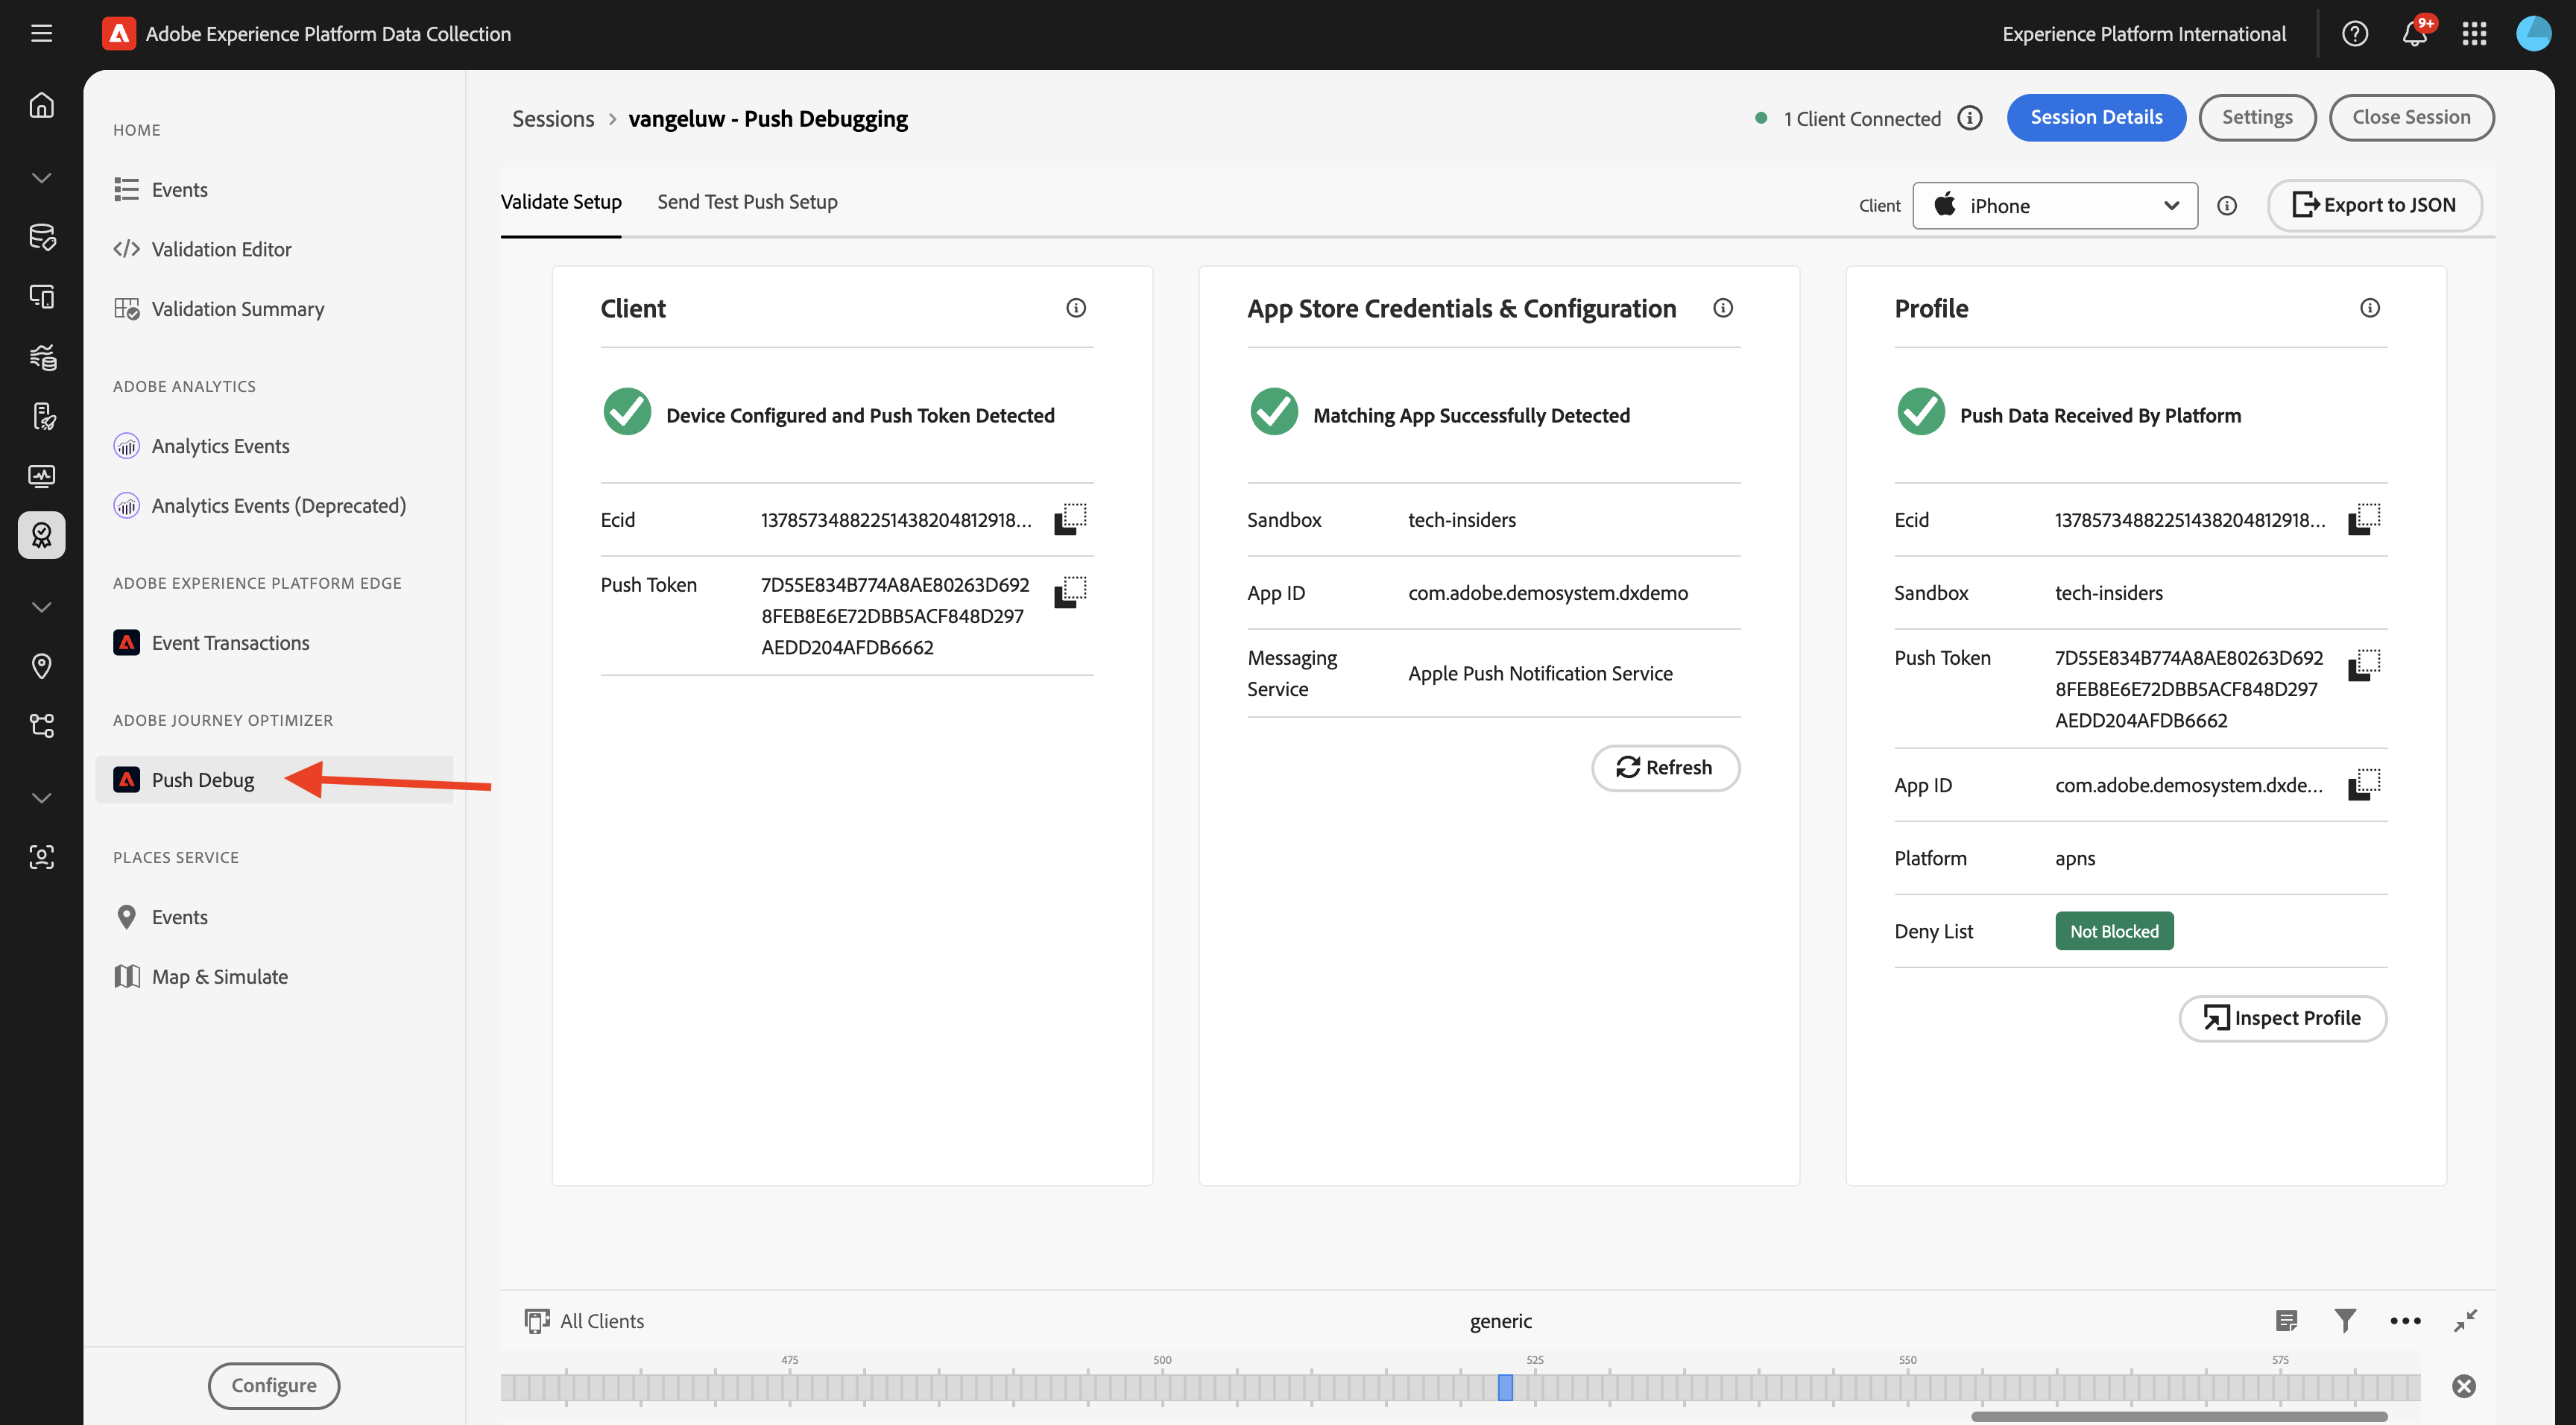 Adobe Experience Platform Data Collection
Experience Platform International
9+
HOME
Events
Validation Editor
Validation Summary
ADOBE ANALYTICS
Analytics Events
Analytics Events (Deprecated)
ADOBE EXPERIENCE PLATFORM EDGE
Event Transactions
ADOBE JOURNEY OPTIMIZER
Push Debug
PLACES SERVICE
Events
Map & Simulate
Configure
Sessions > vangeluw - Push Debugging
1 Client Connected
Session Details
Settings
Close Session
Validate Setup
Send Test Push Setup
Client
iPhone
Export to JSON
Client
Device Configured and Push Token Detected
Ecid
13785734882251438204812918...
Push Token
7D55E834B774A8AE80263D692
8FEB8E6E72DBB5ACF848D297
AEDD204AFDB6662
App Store Credentials & Configuration
Matching App Successfully Detected
Sandbox
tech-insiders
App ID
com.adobe.demosystem.dxdemo
Messaging
Service
Apple Push Notification Service
Refresh
Profile
Push Data Received By Platform
Ecid
13785734882251438204812918...
Sandbox
tech-insiders
Push Token
7D55E834B774A8AE80263D692
8FEB8E6E72DBB5ACF848D297
AEDD204AFDB6662
App ID
com.adobe.demosystem.dxde...
Platform
apns
Deny List
Not Blocked
Inspect Profile
All Clients
generic
475
500
525
550
575